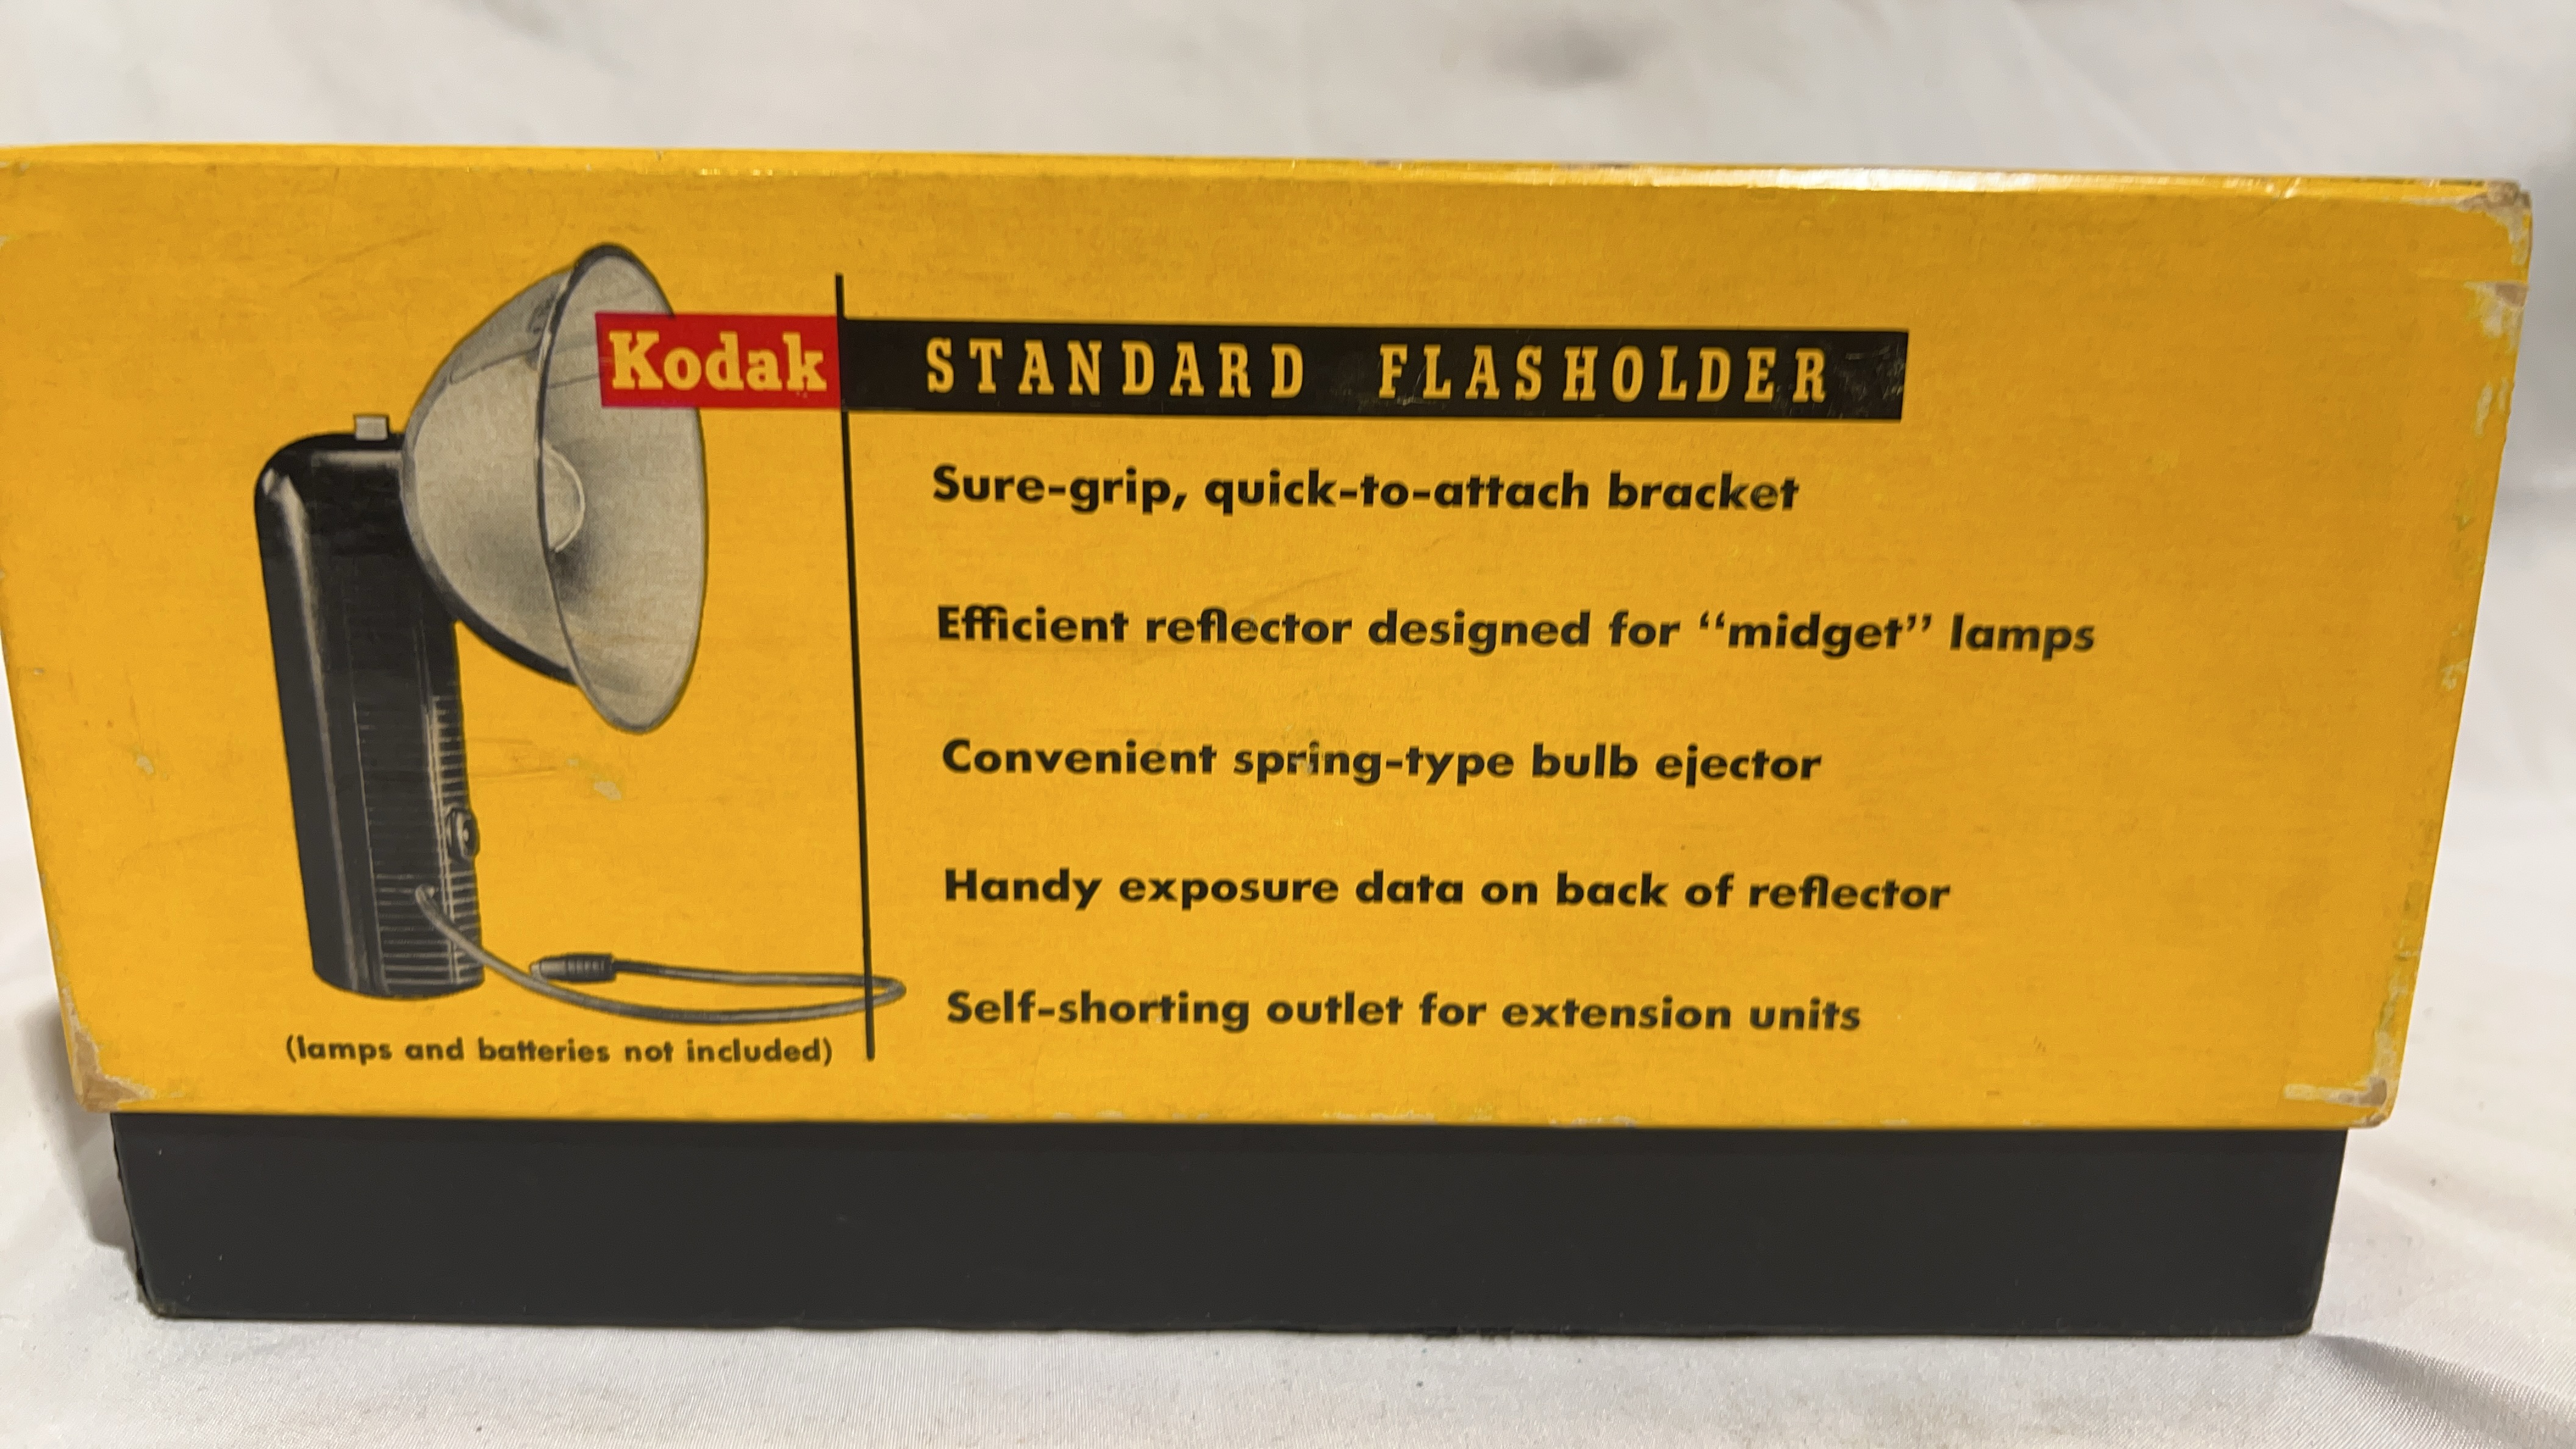 Kodak STANDARD FLASHOLDER
Sure-grip, quick-to-attach bracket
Efficient reflector designed for “midget” lamps
Convenient spring-type bulb ejector
Handy exposure data on back of reflector
Self-shorting outlet for extension units
(lamps and batteries not included)